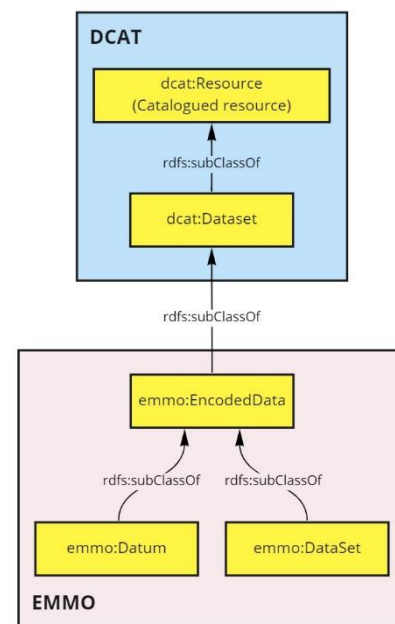 DCAT
dcat:Resource
(Catalogued resource)
rdfs:subClassOf
dcat:Dataset
rdfs:subClassOf
emmo:EncodedData
rdfs:subClassOf rdfs:subClassOf
emmo:Datum emmo:DataSet
EMMO